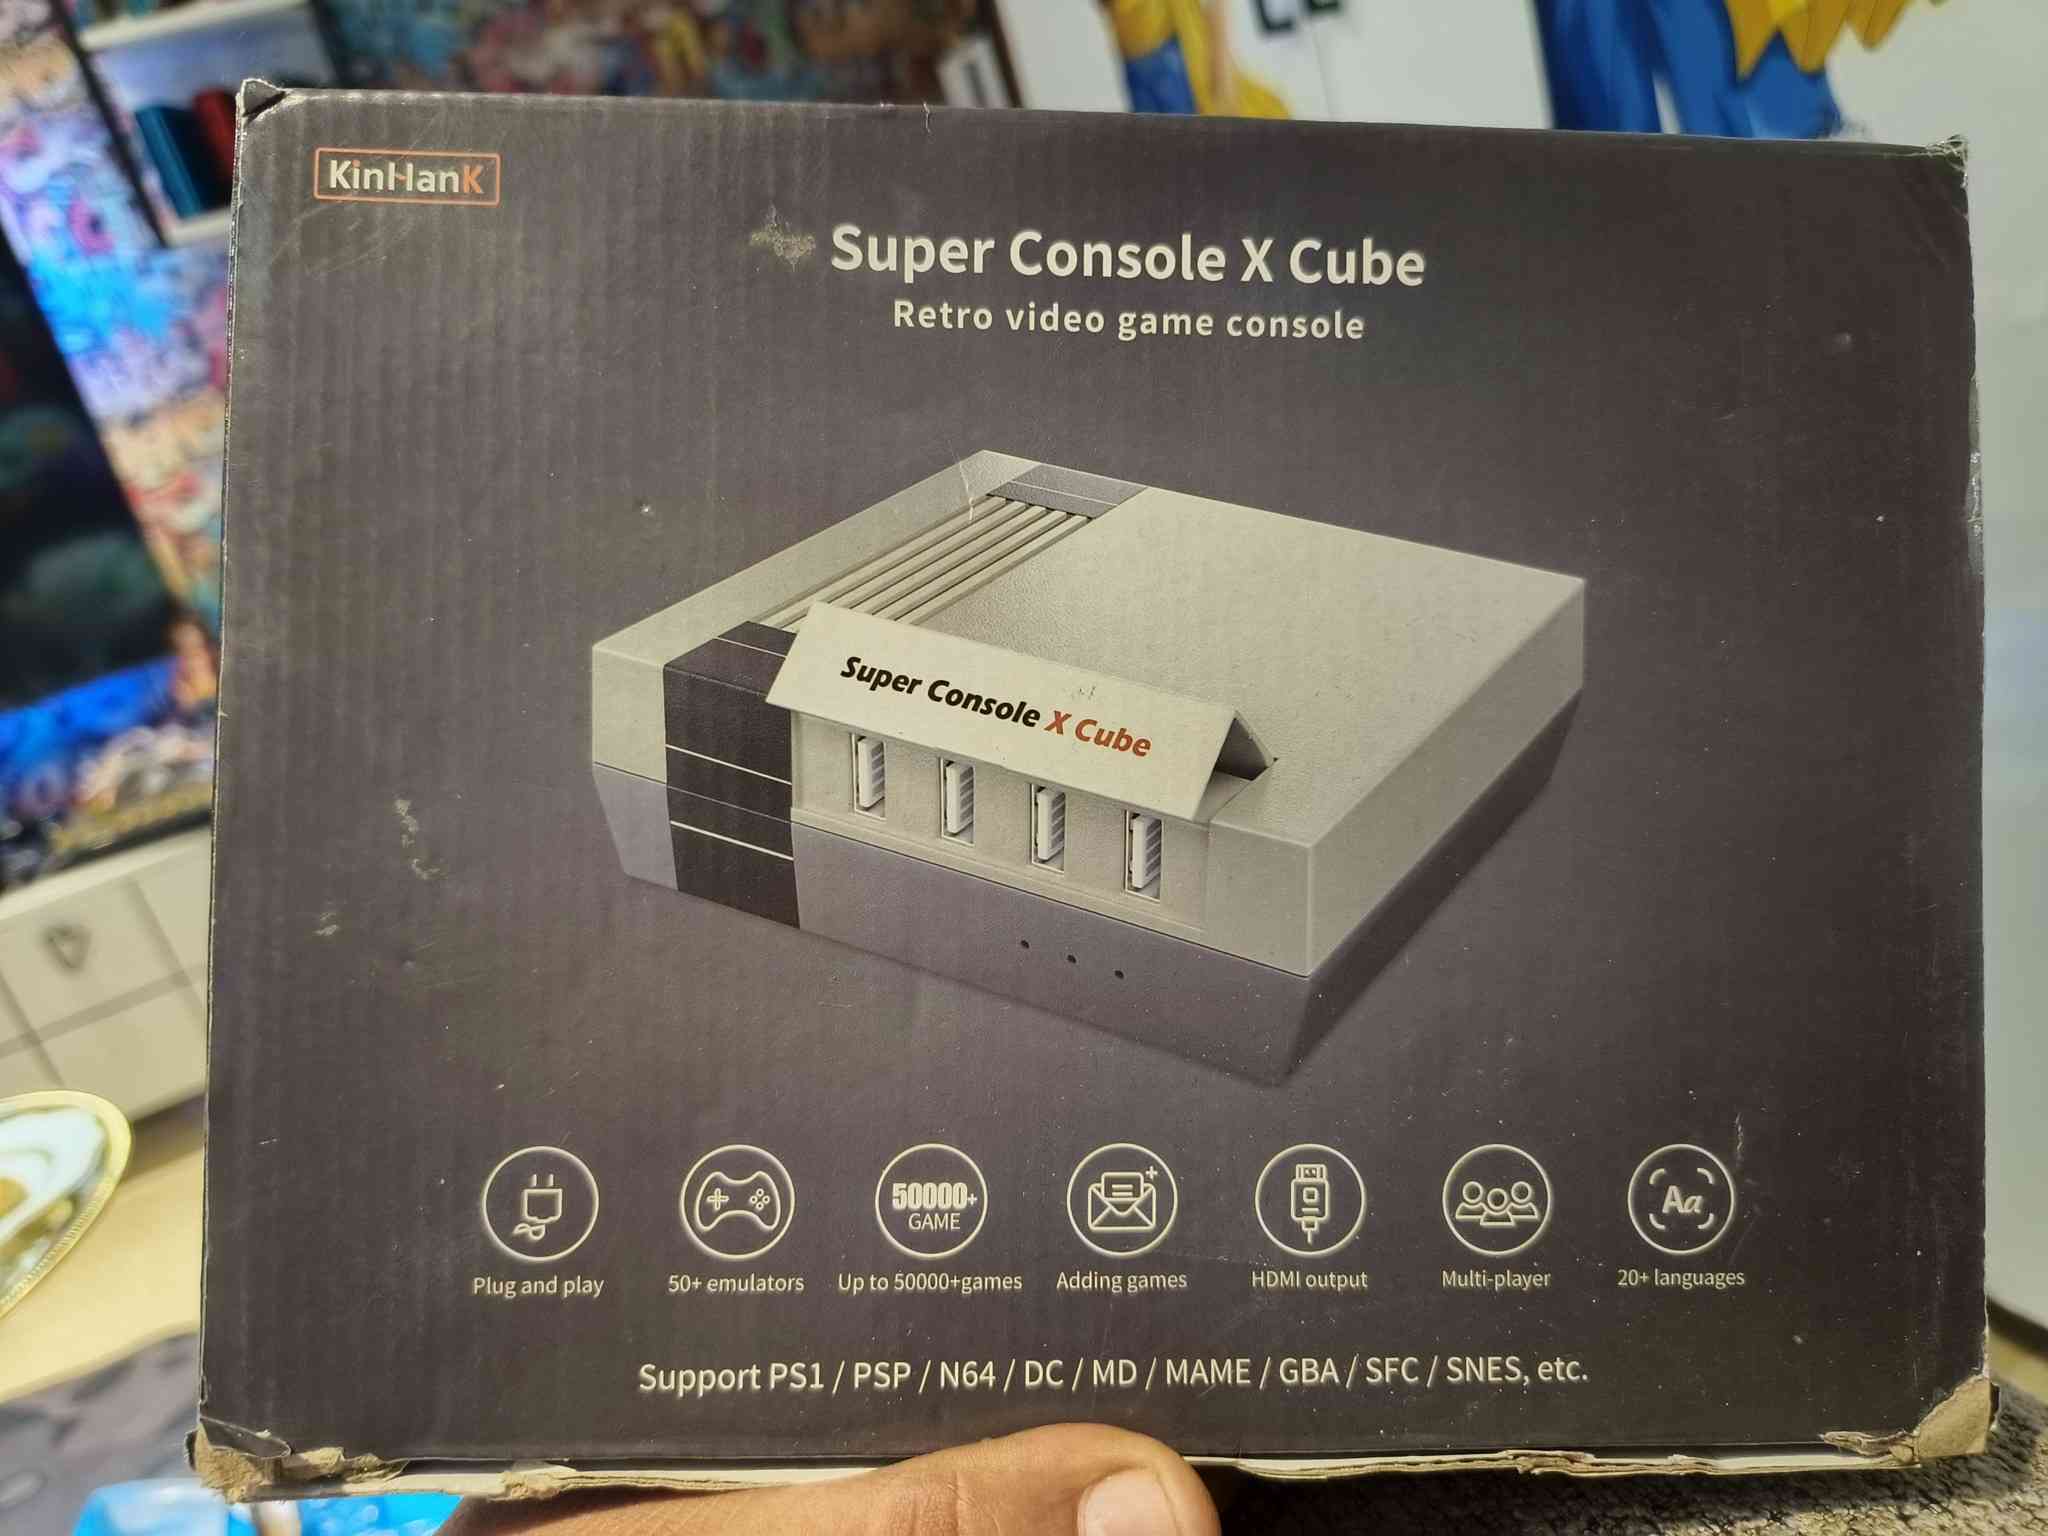 KinHanK
Super Console X Cube
Retro video game console
Super Console X Cube
50000+
GAME
Aa
Plug and play
50+ emulators
Up to 50000+games
Adding games
HDMI output
Multi-player
20+ languages
Support PS1 / PSP / N64 / DC / MD / MAME / GBA / SFC / SNES, etc.